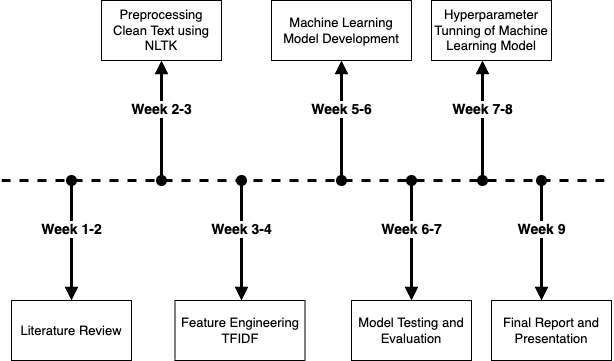 Preprocessing
Clean Text using
NLTK
Machine Learning
Model Development
Hyperparameter
Tunning of Machine
Learning Model
Week 2-3
Week 5-6
Week 7-8
Week 1-2
Week 3-4
Week 6-7
Week 9
Literature Review
Feature Engineering
TFIDF
Model Testing and
Evaluation
Final Report and
Presentation